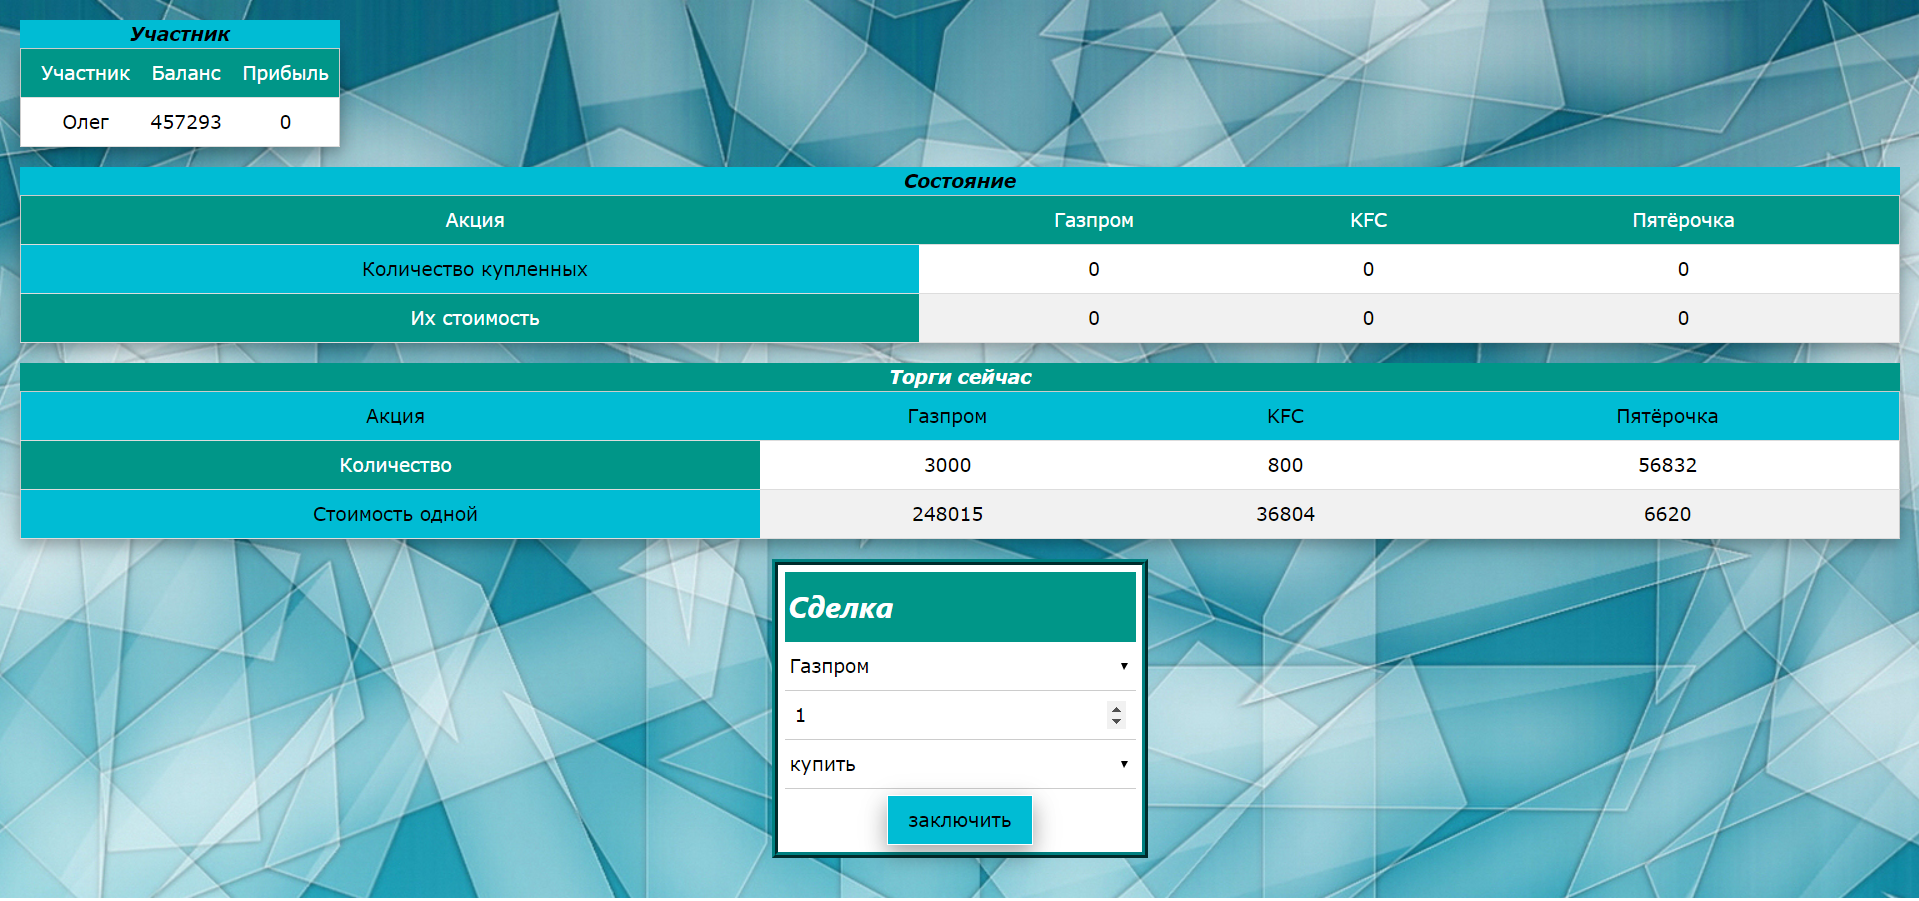 Участник
Участник Баланс Прибыль
Олег 457293 0
Состояние
Акция Газпром KFC Пятёрочка
Количество купленных 0 0 0
Их стоимость 0 0 0
Торги сейчас
Акция Газпром KFC Пятёрочка
Количество 3000 800 56832
Стоимость одной 248015 36804 6620
Сделка
Газпром
1
купить
заключить